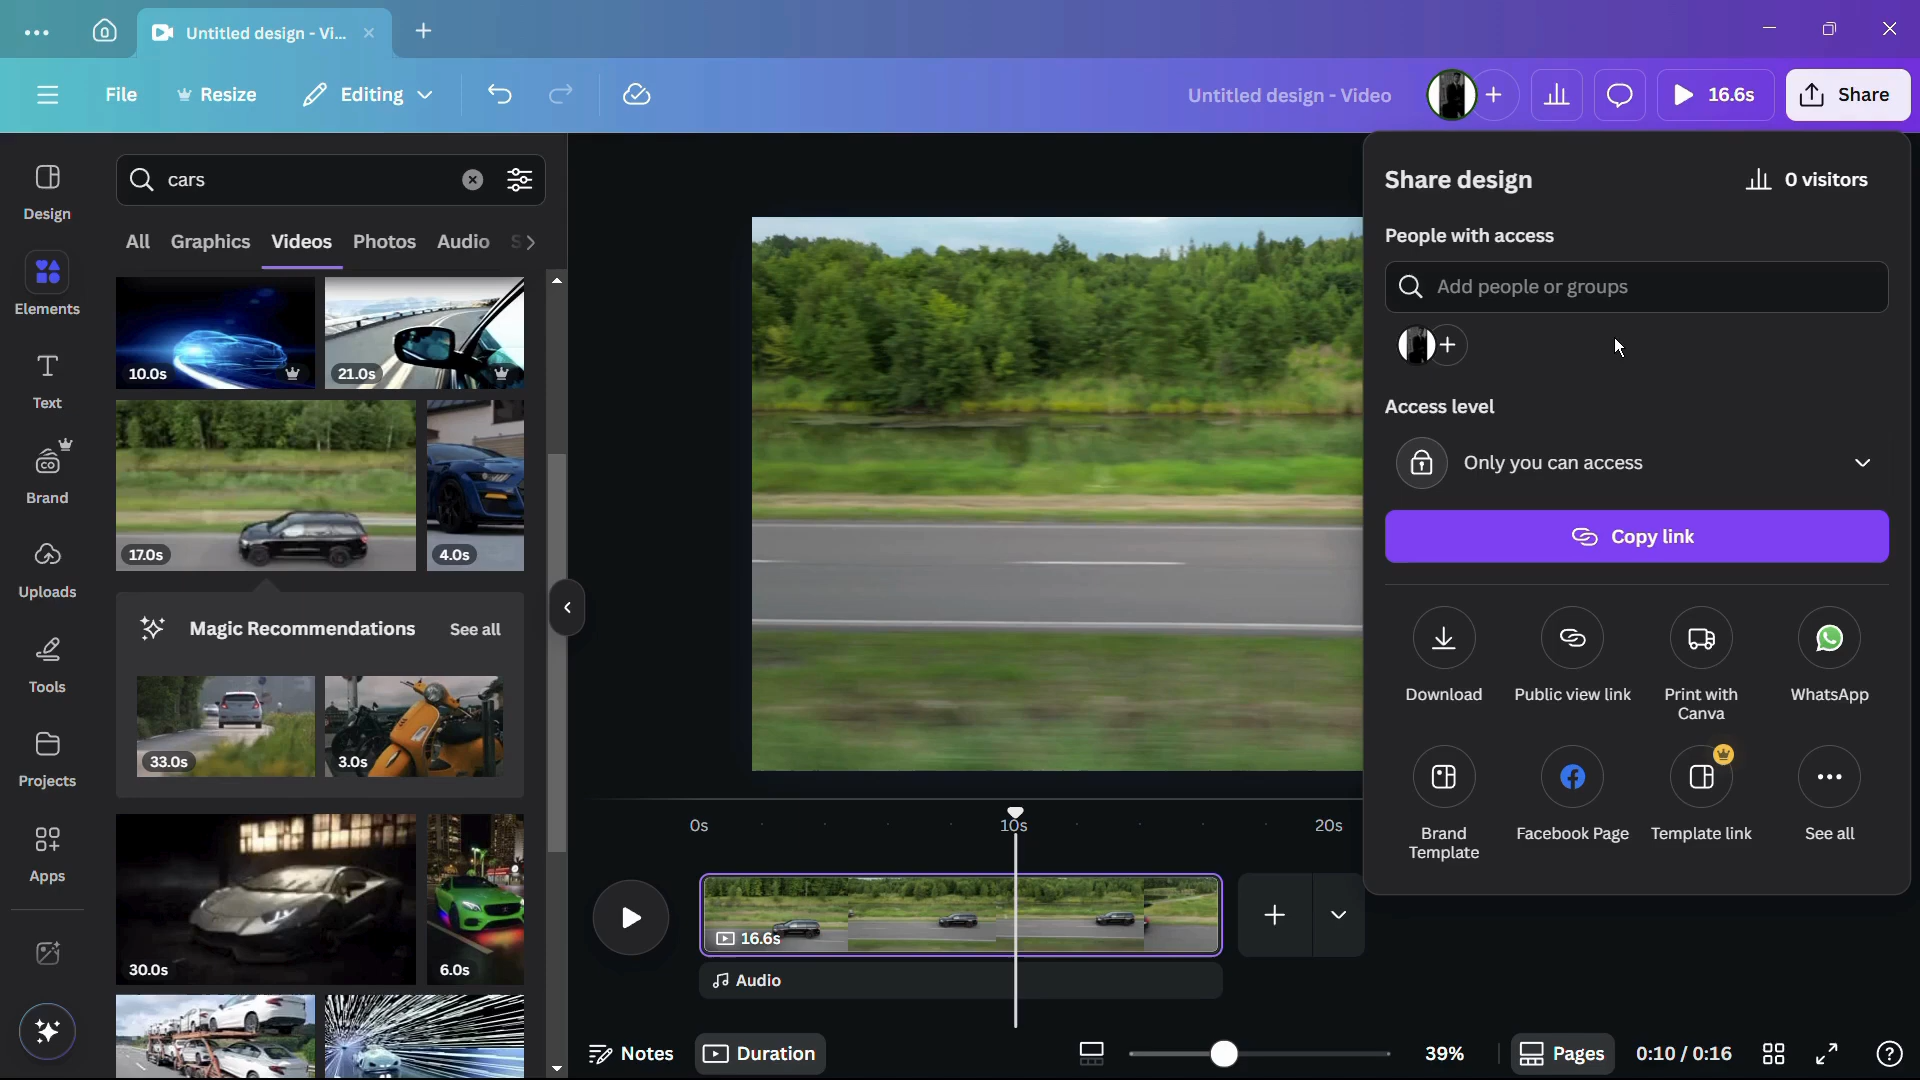 Untitled design - Vi...
File
Resize
Editing
Untitled design - Video
16.6s
Share
Design
Elements
Text
Brand
Uploads
Tools
Projects
Apps
cars
All Graphics Videos Photos Audio
10.0s
21.0s
17.0s
4.0s
Magic Recommendations
See all
33.0s
3.0s
30.0s
6.0s
Share design
0 visitors
People with access
Add people or groups
Access level
Only you can access
Copy link
Download
Public view link
Print with
Canva
WhatsApp
Brand
Template
Facebook Page
Template link
See all
0s
10s
20s
16.6s
Audio
Notes
Duration
39%
Pages
0:10 / 0:16